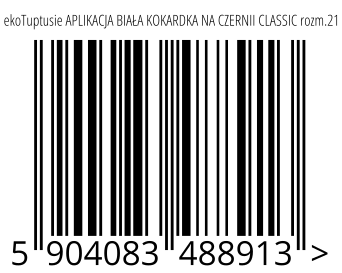 ekoTuptusie APLIKACJA BIAŁA KOKARDKA NA CZERNII CLASSIC rozm.21
5 904083 488913 >